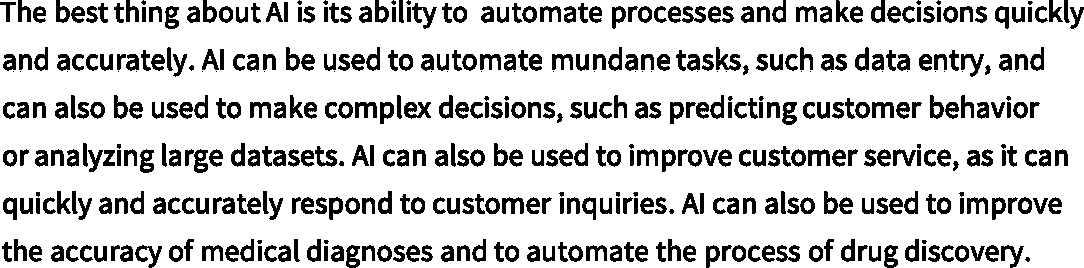 The best thing about AI is its ability to automate processes and make decisions quickly
and accurately. AI can be used to automate mundane tasks, such as data entry, and
can also be used to make complex decisions, such as predicting customer behavior
or analyzing large datasets. AI can also be used to improve customer service, as it can
quickly and accurately respond to customer inquiries. AI can also be used to improve
the accuracy of medical diagnoses and to automate the process of drug discovery.